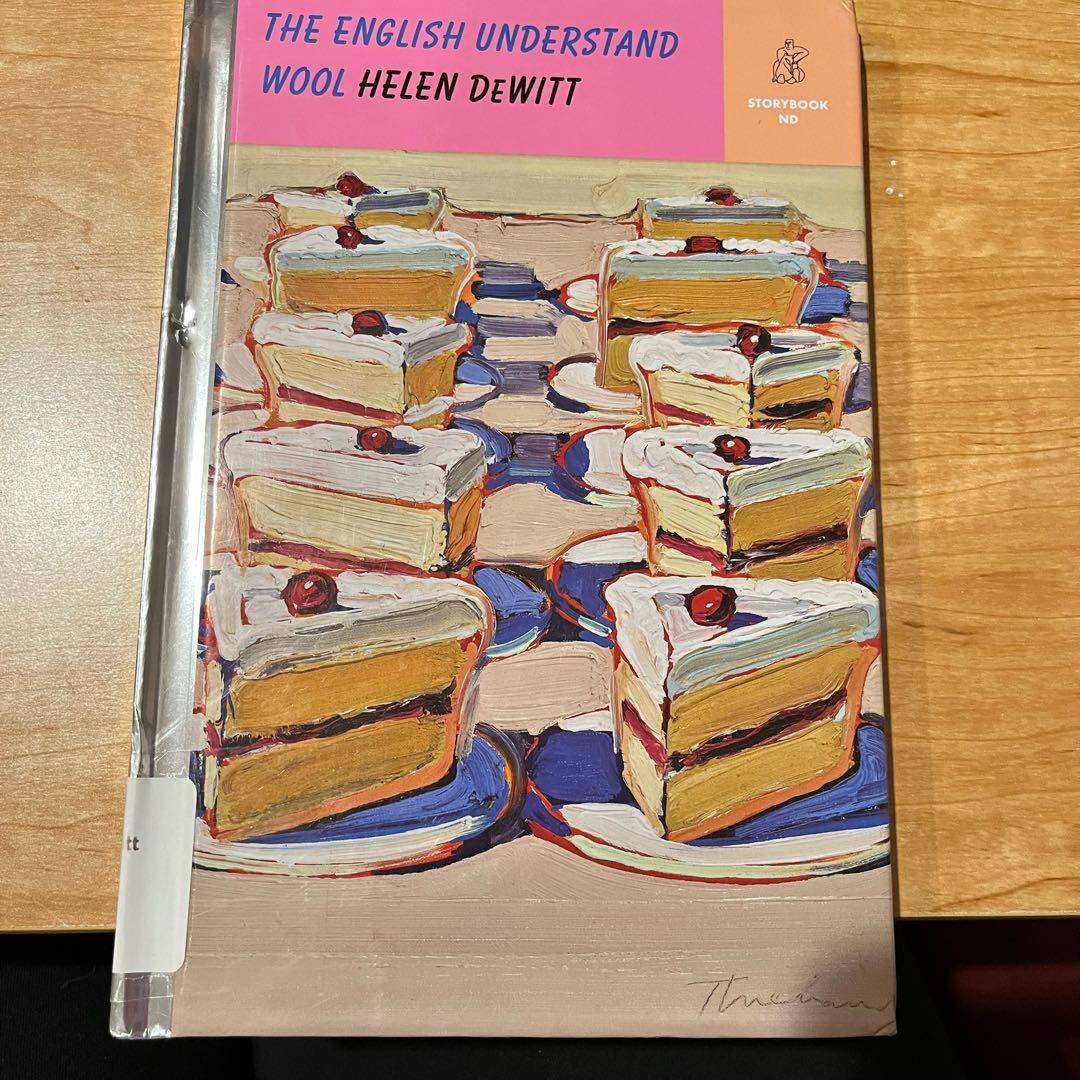 THE ENGLISH UNDERSTAND
WOOL HELEN DEWITT
STORYBOOK
ND
tt